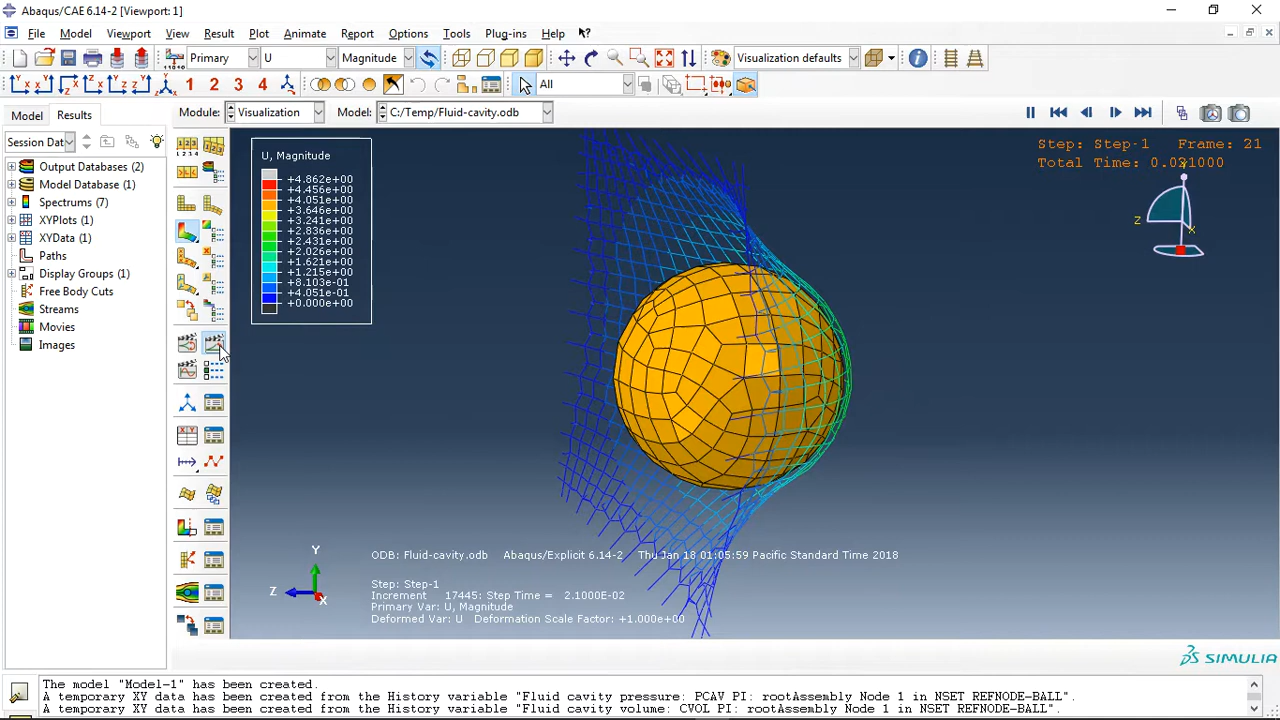 Abaqus/CAE 6.14-2 [Viewport: 1]
File Model Viewport View Result Plot Animate Report Options Tools Plug-ins Help
Primary U Magnitude Visualization defaults
1 2 3 4 All
Model Results Module: Visualization Model: C:/Temp/Fluid-cavity.odb
Session Dat
Output Databases (2)
Model Database (1)
Spectrums (7)
XYPlots (1)
XYData (1)
Paths
Display Groups (1)
Free Body Cuts
Streams
Movies
Images
U, Magnitude
+4.862e+00
+4.456e+00
+4.051e+00
+3.646e+00
+3.241e+00
+2.836e+00
+2.431e+00
+2.026e+00
+1.621e+00
+1.215e+00
+8.103e-01
+4.051e-01
+0.000e+00
Step: Step-1 Frame: 21
Total Time: 0.021000
Y
Z
X
Y
Z
X
ODB: Fluid-cavity.odb Abaqus/Explicit 6.14-2 Thu Jan 18 01:05:59 Pacific Standard Time 2018
Step: Step-1
Increment 17445: Step Time = 2.1000E-02
Primary Var: U, Magnitude
Deformed Var: U Deformation Scale Factor: +1.000e+00
SIMULIA
The model "Model-1" has been created.
A temporary XY data has been created from the History variable "Fluid cavity pressure: PCAV PI: rootAssembly Node 1 in NSET REFNODE-BALL".
A temporary XY data has been created from the History variable "Fluid cavity volume: CVOL PI: rootAssembly Node 1 in NSET REFNODE-BALL".